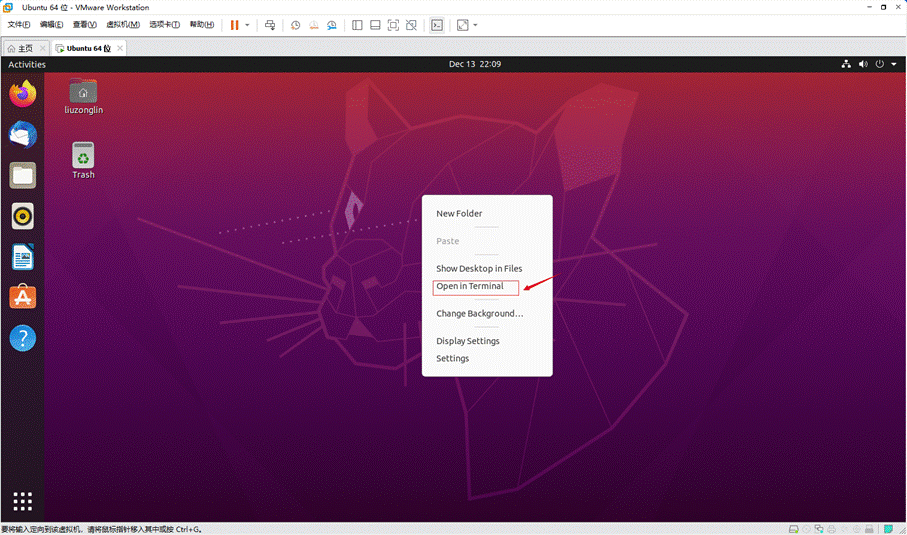 Ubuntu 64 位 - VMware Workstation
文件(F) 编辑(E) 查看(V) 虚拟机(M) 选项卡(T) 帮助(H)
主页 Ubuntu 64 位
Activities Dec 13 22:09
liuzonglin
Trash
New Folder
Paste
Show Desktop in Files
Open in Terminal
Change Background...
Display Settings
Settings
要将输入定向到该虚拟机，请将鼠标指针移入其中或按 Ctrl+G。